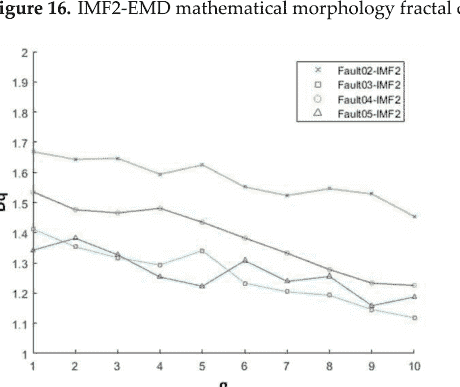 igure 16. IMF2-EMD mathematical morphology fractal
2
1.9
1.8
1.7
1.6
1.5
1.4
1.3
1.2
1.1
1
Dq
Fault02-IMF2
Fault03-IMF2
Fault04-IMF2
Fault05-IMF2
1 2 3 4 5 6 7 8 9 10